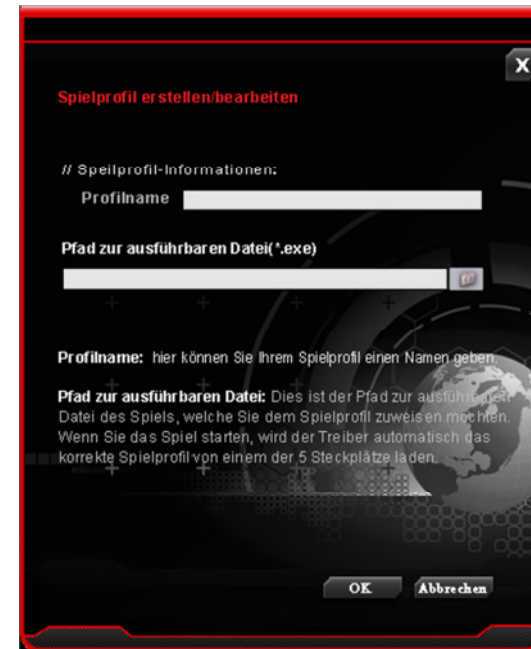 X
Spielprofil erstellen/bearbeiten
// Speilprofil-Informationen:
Profilname
Pfad zur ausführbaren Datei(*.exe)
Profilname: hier können Sie Ihrem Spielprofil einen Namen geben.
Pfad zur ausführbaren Datei: Dies ist der Pfad zur ausführbaren
Datei des Spiels, welche Sie dem Spielprofil zuweisen möchten.
Wenn Sie das Spiel starten, wird der Treiber automatisch das
korrekte Spielprofil von einem der 5 Steckplätze laden.
OK Abbrechen